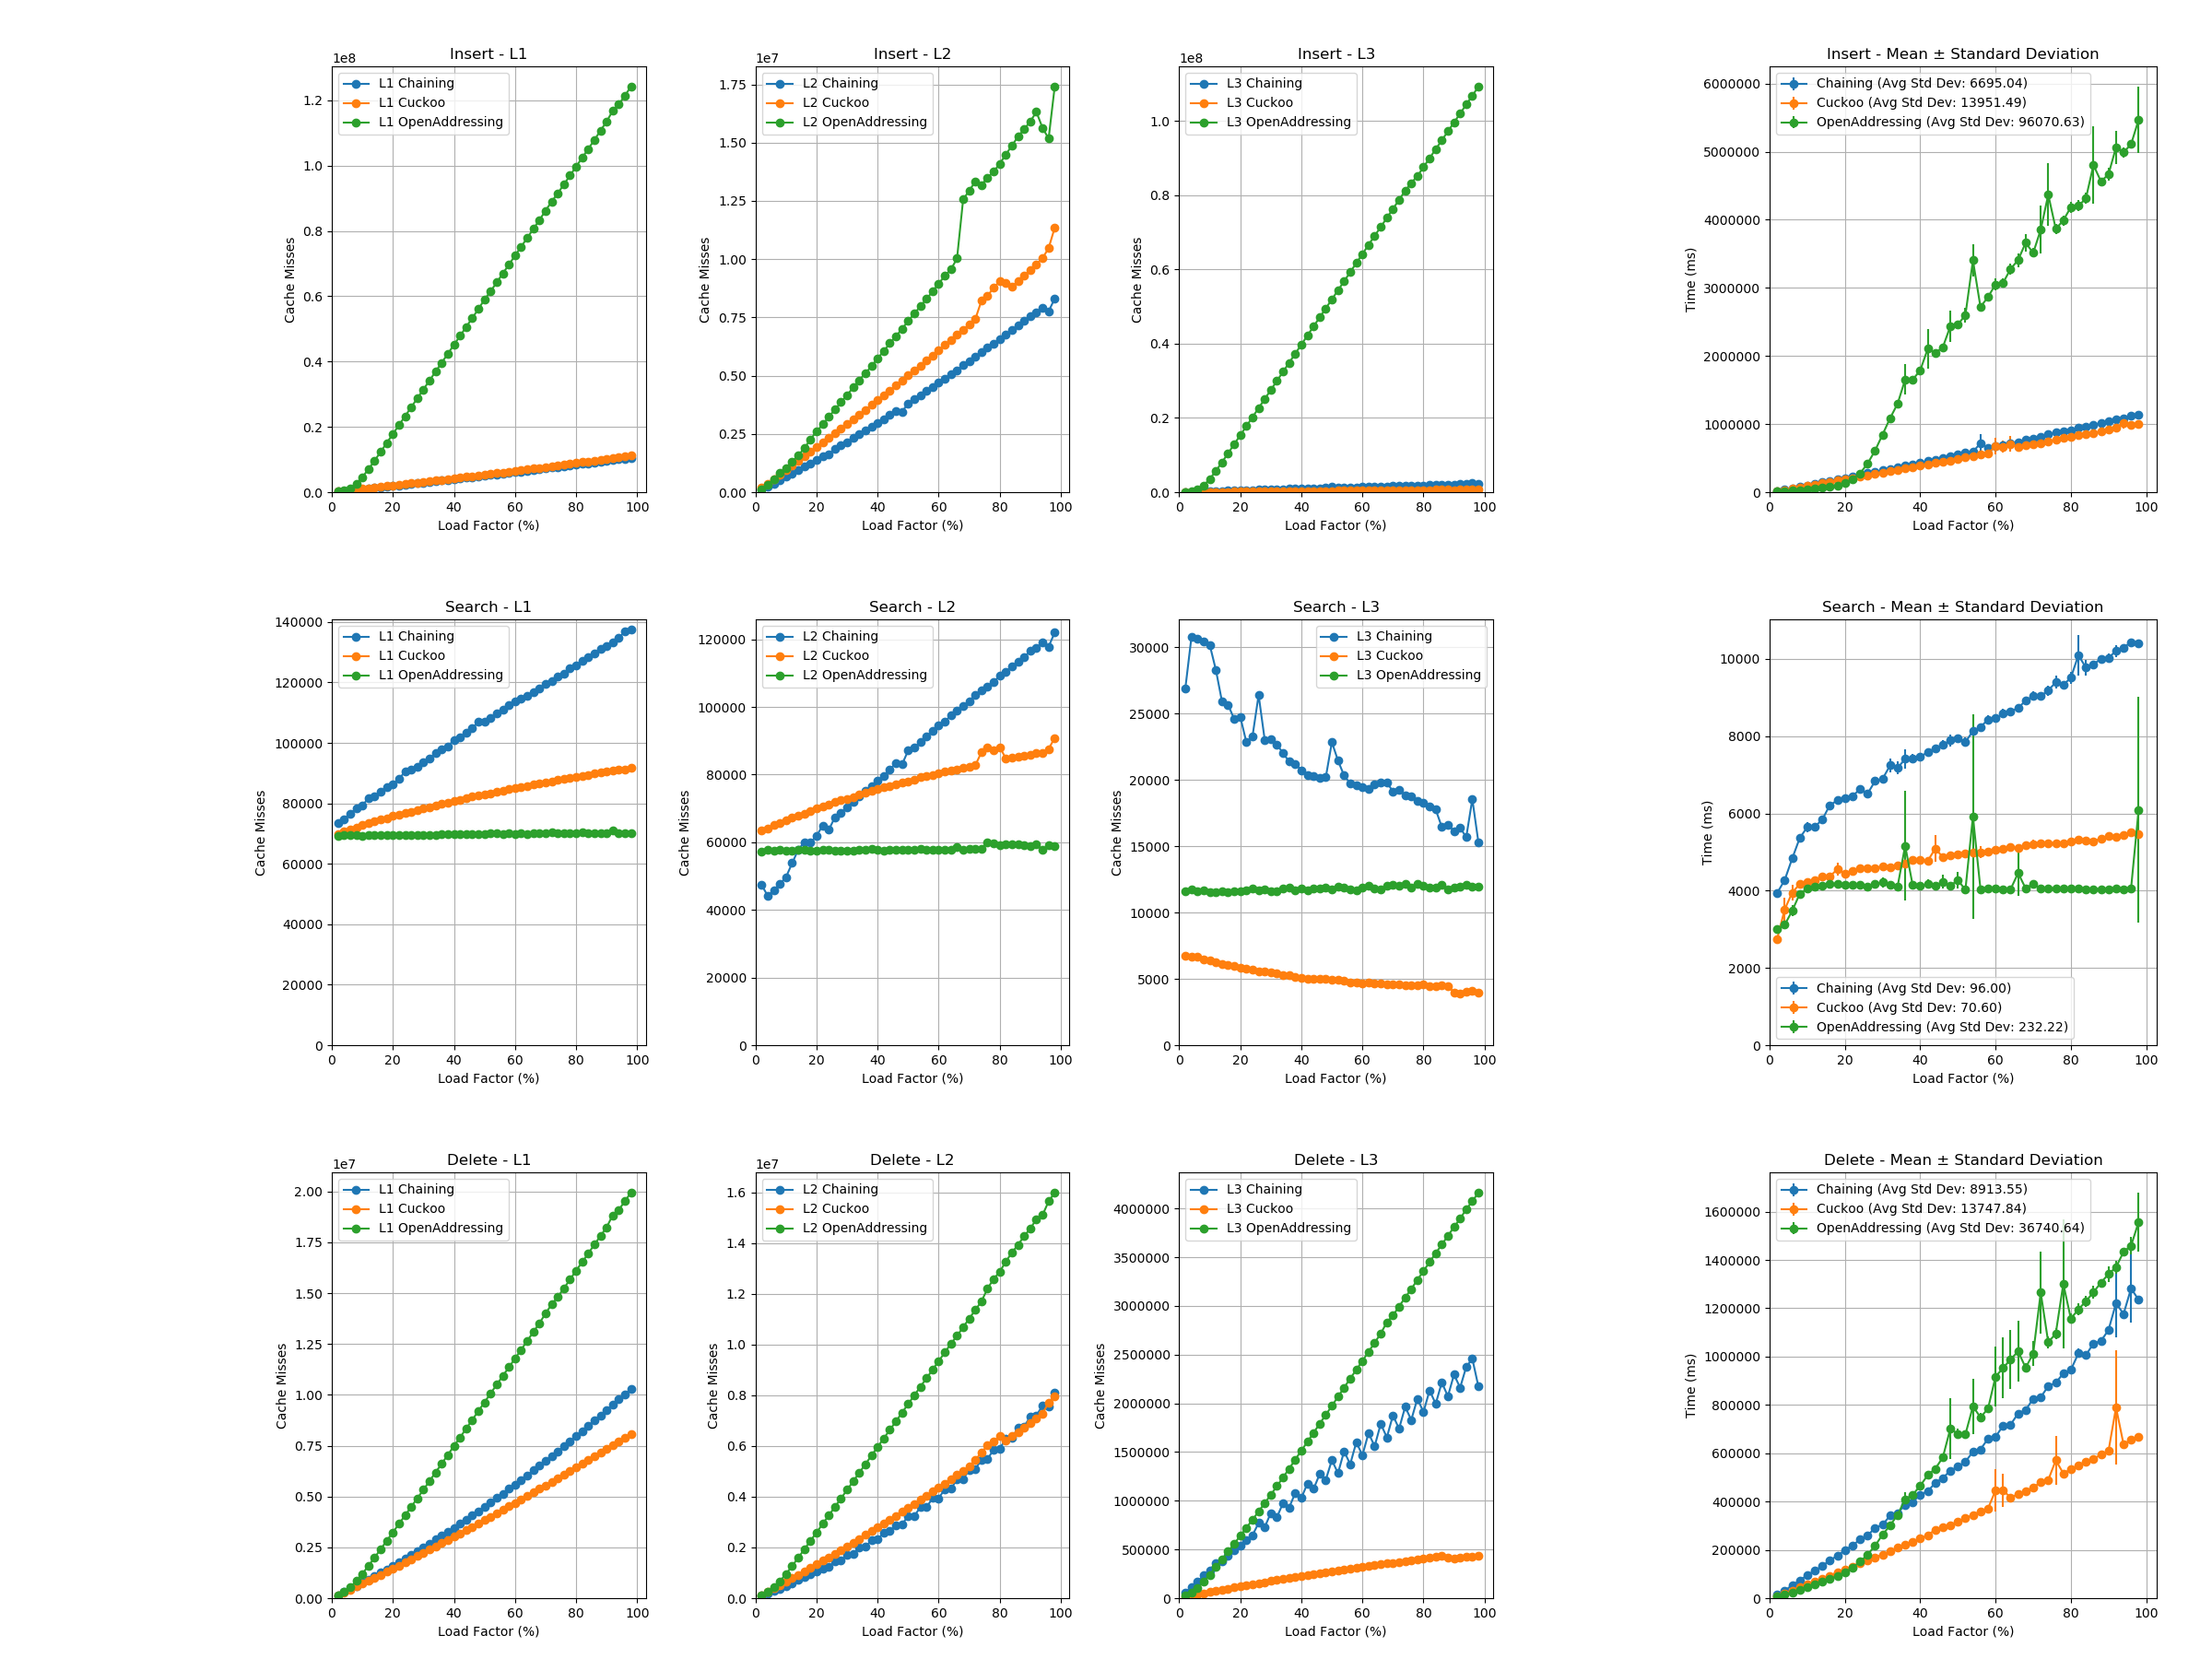 Insert - L1
1e8
L1 Chaining
L1 Cuckoo
L1 OpenAddressing
Cache Misses
1.2
1.0
0.8
0.6
0.4
0.2
0.0
0 20 40 60 80 100
Load Factor (%)
Insert - L2
1e7
L2 Chaining
L2 Cuckoo
L2 OpenAddressing
Cache Misses
17.5
1.50
1.25
1.00
0.75
0.50
0.25
0.00
0 20 40 60 80 100
Load Factor (%)
Insert - L3
1e8
L3 Chaining
L3 Cuckoo
L3 OpenAddressing
1.0
0.8
0.6
0.4
0.2
0.0
Cache Misses
0 20 40 60 80 100
Load Factor (%)
Insert - Mean ± Standard Deviation
Chaining (Avg Std Dev: 6695.04)
Cuckoo (Avg Std Dev: 13951.49)
OpenAddressing (Avg Std Dev: 96070.63)
Time (ms)
6000000
5000000
4000000
3000000
2000000
1000000
0
0 20 40 60 80 100
Load Factor (%)
Search - L1
L1 Chaining
L1 Cuckoo
L1 OpenAddressing
Cache Misses
140000
120000
100000
80000
60000
40000
20000
0
0 20 40 60 80 100
Load Factor (%)
Search - L2
L2 Chaining
L2 Cuckoo
L2 OpenAddressing
Cache Misses
120000
100000
80000
60000
40000
20000
0
0 20 40 60 80 100
Load Factor (%)
Search - L3
L3 Chaining
L3 Cuckoo
L3 OpenAddressing
Cache Misses
30000
25000
20000
15000
10000
5000
0
0 20 40 60 80 100
Load Factor (%)
Search - Mean ± Standard Deviation
Time (ms)
10000
8000
6000
4000
2000
0
Chaining (Avg Std Dev: 96.00)
Cuckoo (Avg Std Dev: 70.60)
OpenAddressing (Avg Std Dev: 232.22)
0 20 40 60 80 100
Load Factor (%)
Delete - L1
1e7
L1 Chaining
L1 Cuckoo
L1 OpenAddressing
Cache Misses
2.00
1.75
1.50
1.25
1.00
0.75
0.50
0.25
0.00
0 20 40 60 80 100
Load Factor (%)
Delete - L2
1e7
L2 Chaining
L2 Cuckoo
L2 OpenAddressing
Cache Misses
1.6
1.4
1.2
1.0
0.8
0.6
0.4
0.2
0.0
0 20 40 60 80 100
Load Factor (%)
Delete - L3
L3 Chaining
L3 Cuckoo
L3 OpenAddressing
Cache Misses
4000000
3500000
3000000
2500000
2000000
1500000
1000000
500000
0
0 20 40 60 80 100
Load Factor (%)
Delete - Mean ± Standard Deviation
Chaining (Avg Std Dev: 8913.55)
Cuckoo (Avg Std Dev: 13747.84)
OpenAddressing (Avg Std Dev: 36740.64)
Time (ms)
1600000
1400000
1200000
1000000
800000
600000
400000
200000
0
0 20 40 60 80 100
Load Factor (%)